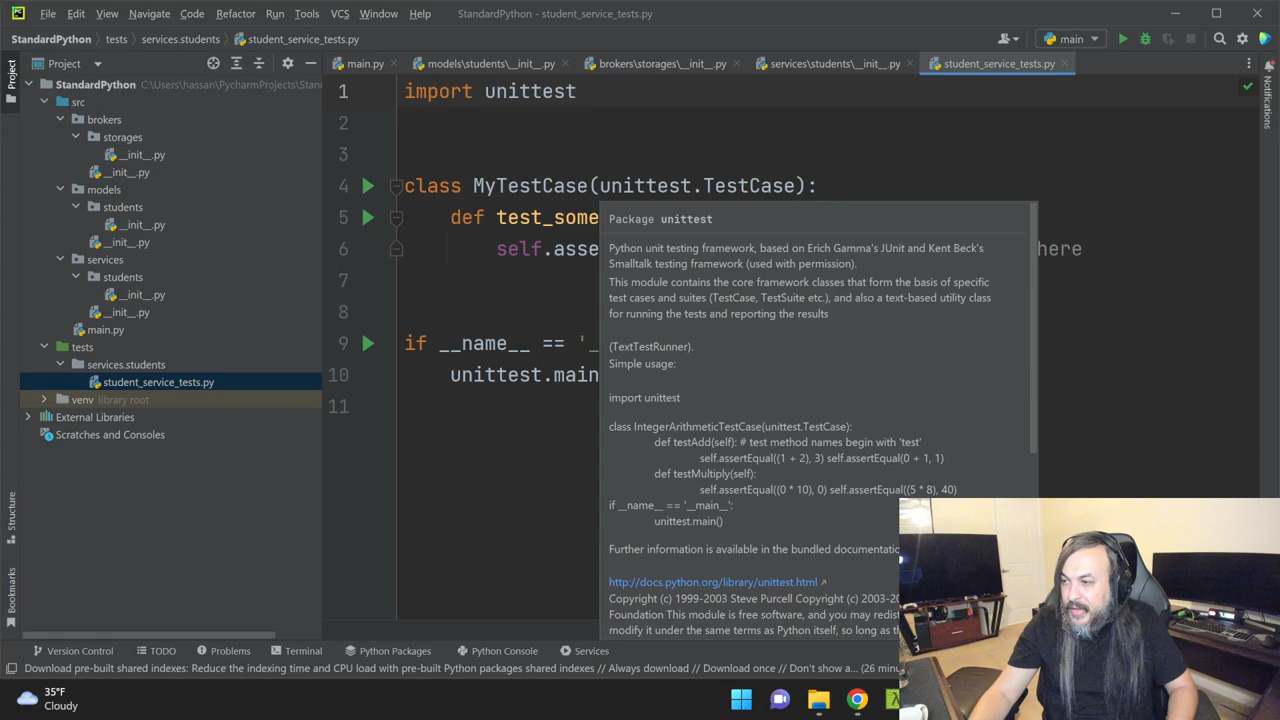 File Edit View Navigate Code Refactor Run Tools VCS Window Help StandardPython - student_service_tests.py
StandardPython tests services.students student_service_tests.py main
Project
main.py models\students\__init__.py brokers\storages\__init__.py services\students\__init__.py student_service_tests.py
Project
Notifications
Structure
Bookmarks
StandardPython C:\Users\hassan\PycharmProjects\Stan
src
brokers
storages
__init__.py
__init__.py
models
students
__init__.py
__init__.py
services
students
__init__.py
__init__.py
main.py
tests
services.students
student_service_tests.py
venv library root
External Libraries
Scratches and Consoles
1 import unittest
2
3
4 class MyTestCase(unittest.TestCase):
5 def test_some
6 self.asse here
7
8
9 if __name__ == '_
10 unittest.main
11
Package unittest
Python unit testing framework, based on Erich Gamma's JUnit and Kent Beck's
Smalltalk testing framework (used with permission).
This module contains the core framework classes that form the basis of specific
test cases and suites (TestCase, TestSuite etc.), and also a text-based utility class
for running the tests and reporting the results
(TextTestRunner).
Simple usage:
import unittest
class IntegerArithmeticTestCase(unittest.TestCase):
def testAdd(self): # test method names begin with 'test'
self.assertEqual((1 + 2), 3) self.assertEqual(0 + 1, 1)
def testMultiply(self):
self.assertEqual((0 * 10), 0) self.assertEqual((5 * 8), 40)
if __name__ == '__main__':
unittest.main()
Further information is available in the bundled documentatio
http://docs.python.org/library/unittest.html
Copyright (c) 1999-2003 Steve Purcell Copyright (c) 2003-20
Foundation This module is free software, and you may redist
modify it under the same terms as Python itself, so long as th
Version Control TODO Problems Terminal Python Packages Python Console Services
Download pre-built shared indexes: Reduce the indexing time and CPU load with pre-built Python packages shared indexes // Always download // Download once // Don't show a... (26 minu
35°F
Cloudy